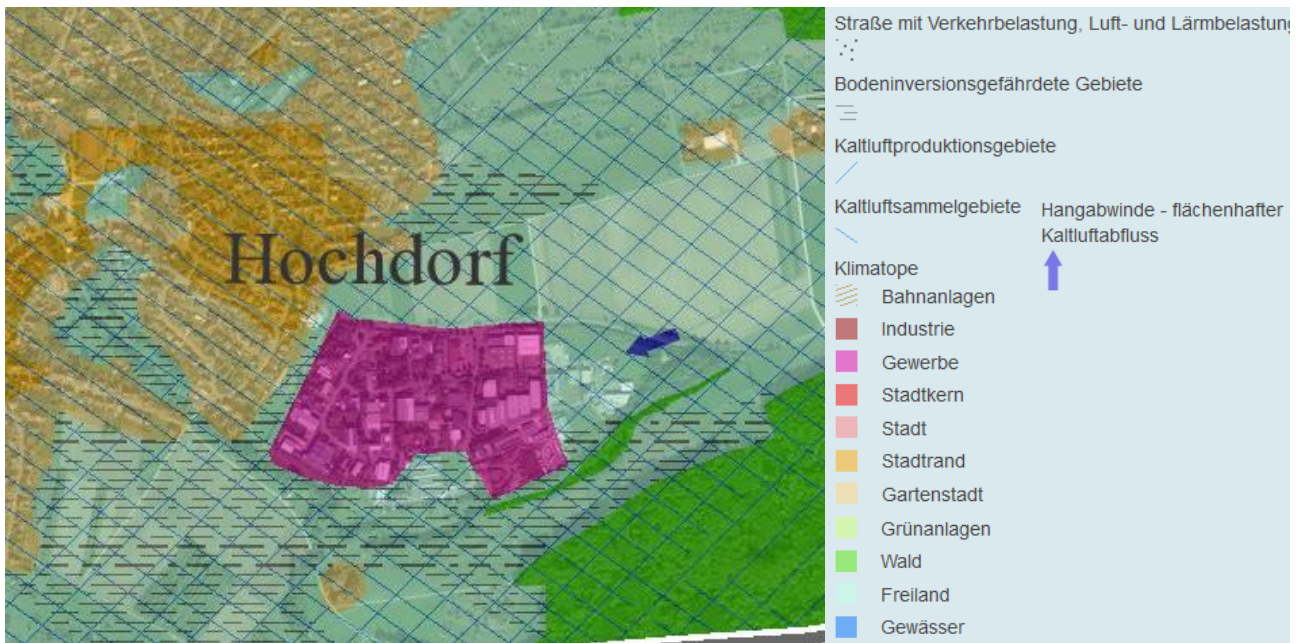 Hochdorf
Straße mit Verkehrbelastung, Luft- und Lärmbelastung
Bodeninversionsgefährdete Gebiete
Kaltluftproduktionsgebiete
Kaltluftsammelgebiete
Hangabwinde - flächenhafter
Kaltluftabfluss
Klimatope
Bahnanlagen
Industrie
Gewerbe
Stadtkern
Stadt
Stadtrand
Gartenstadt
Grünanlagen
Wald
Freiland
Gewässer